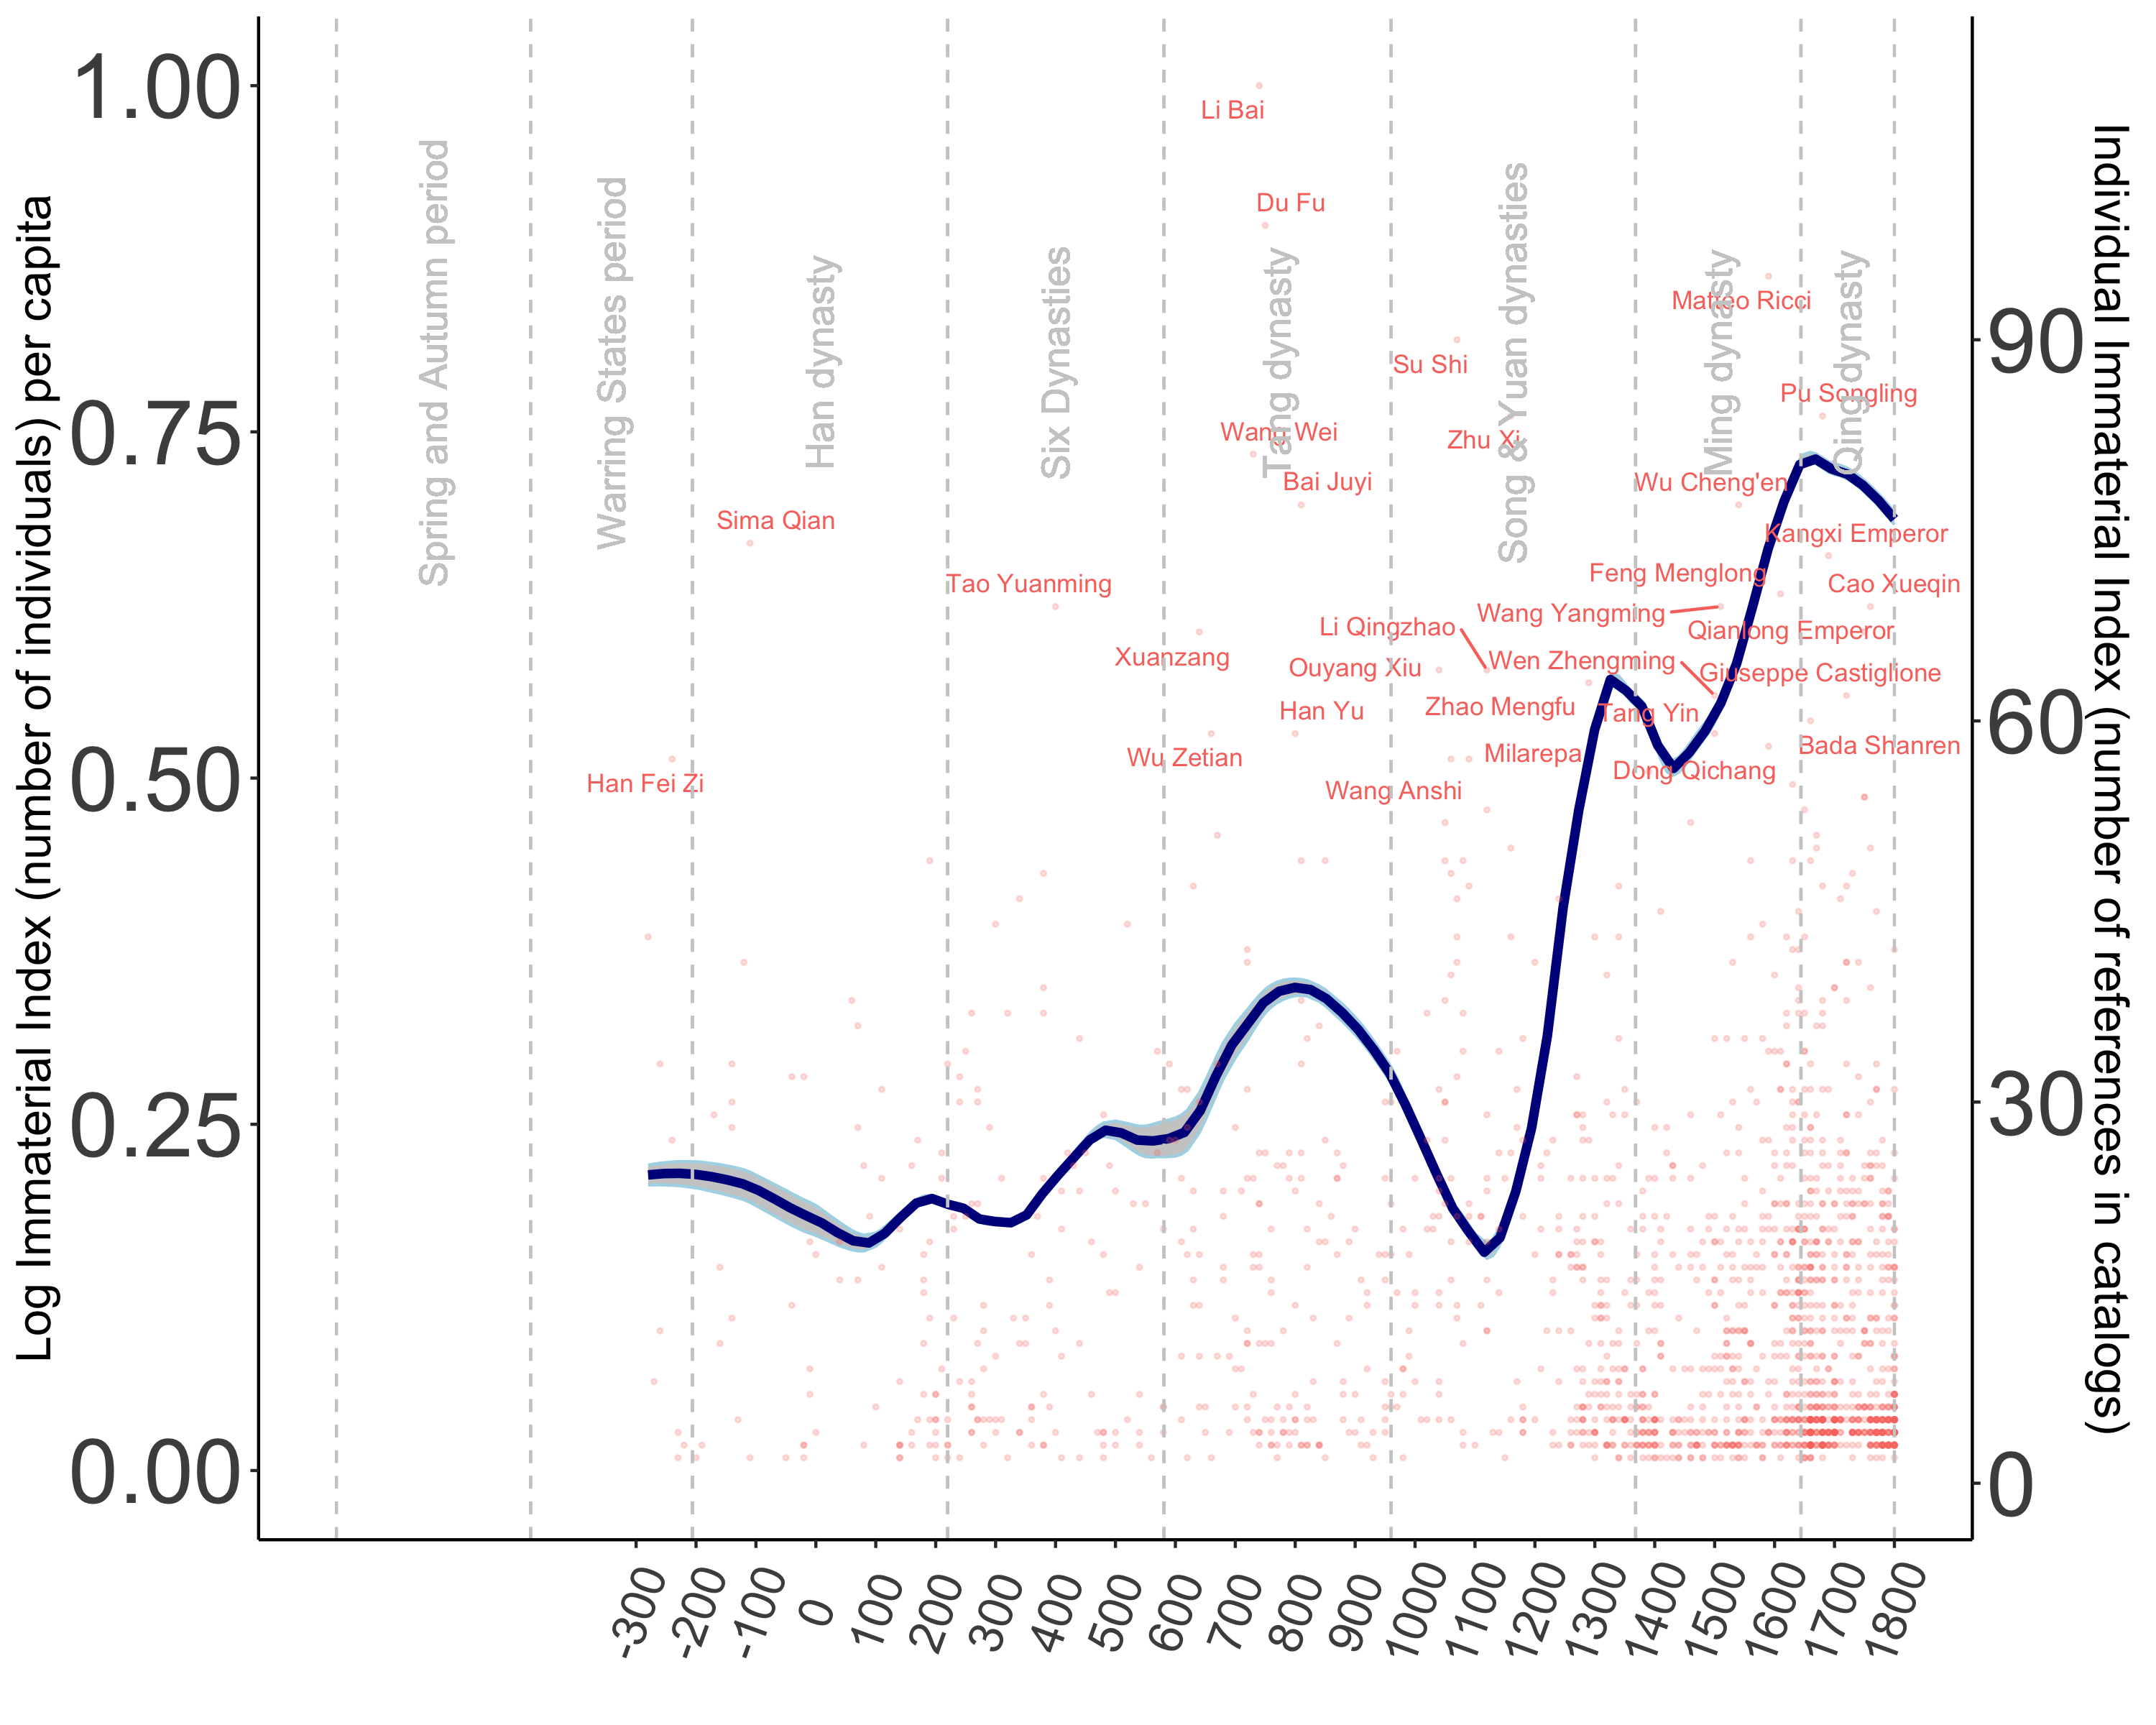 Log Immaterial Index (number of individuals) per capita
1.00
0.75
0.50
0.25
0.00
Individual Immaterial Index (number of references in catalogs)
90
60
30
0
Spring and Autumn period
Warring States period
Han dynasty
Six Dynasties
Tang dynasty
Song & Yuan dynasties
Ming dynasty
Qing dynasty
Li Bai
Du Fu
Matteo Ricci
Su Shi
Pu Songling
Wang Wei
Zhu Xi
Bai Juyi
Wu Cheng'en
Sima Qian
Kangxi Emperor
Feng Menglong
Tao Yuanming
Cao Xueqin
Wang Yangming
Li Qingzhao
Qianlong Emperor
Xuanzang
Ouyang Xiu
Wen Zhengming
Giuseppe Castiglione
Han Yu
Zhao Mengfu
Tang Yin
Wu Zetian
Milarepa
Bada Shanren
Dong Qichang
Han Fei Zi
Wang Anshi
-300
-200
-100
0
100
200
300
400
500
600
700
800
900
1000
1100
1200
1300
1400
1500
1600
1700
1800